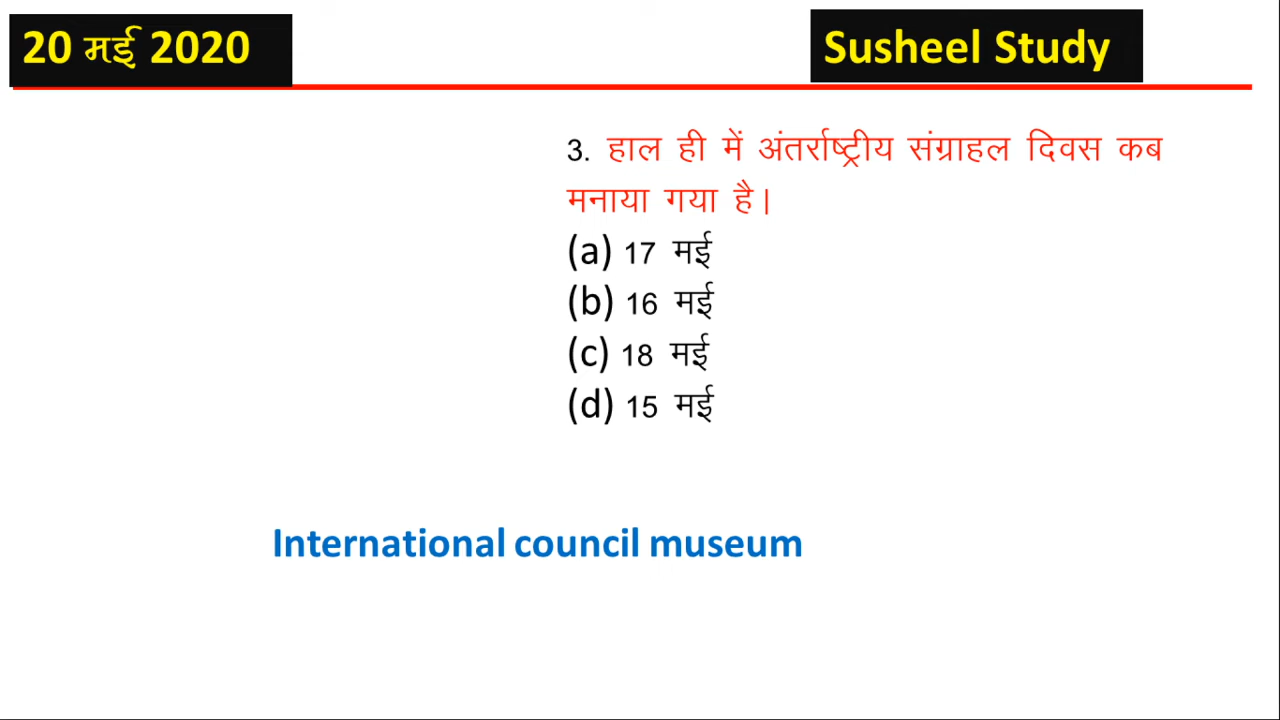 20 मई 2020
Susheel Study
3. हाल ही में अंतर्राष्ट्रीय संग्राहल दिवस कब
मनाया गया है।
(a) 17 मई
(b) 16 मई
(c) 18 मई
(d) 15 मई
International council museum